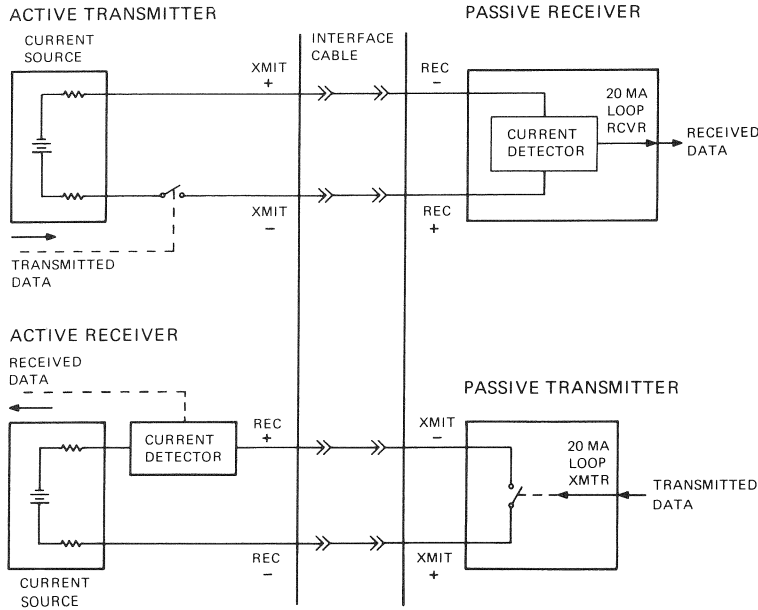 ACTIVE TRANSMITTER
PASSIVE RECEIVER
CURRENT
SOURCE
INTERFACE
CABLE
XMIT
+
REC
−
20 MA
LOOP
RCVR
CURRENT
DETECTOR
RECEIVED
DATA
XMIT
−
REC
+
TRANSMITTED
DATA
ACTIVE RECEIVER
RECEIVED
DATA
PASSIVE TRANSMITTER
CURRENT
DETECTOR
REC
+
XMIT
−
20 MA
LOOP
XMTR
TRANSMITTED
DATA
REC
−
XMIT
+
CURRENT
SOURCE